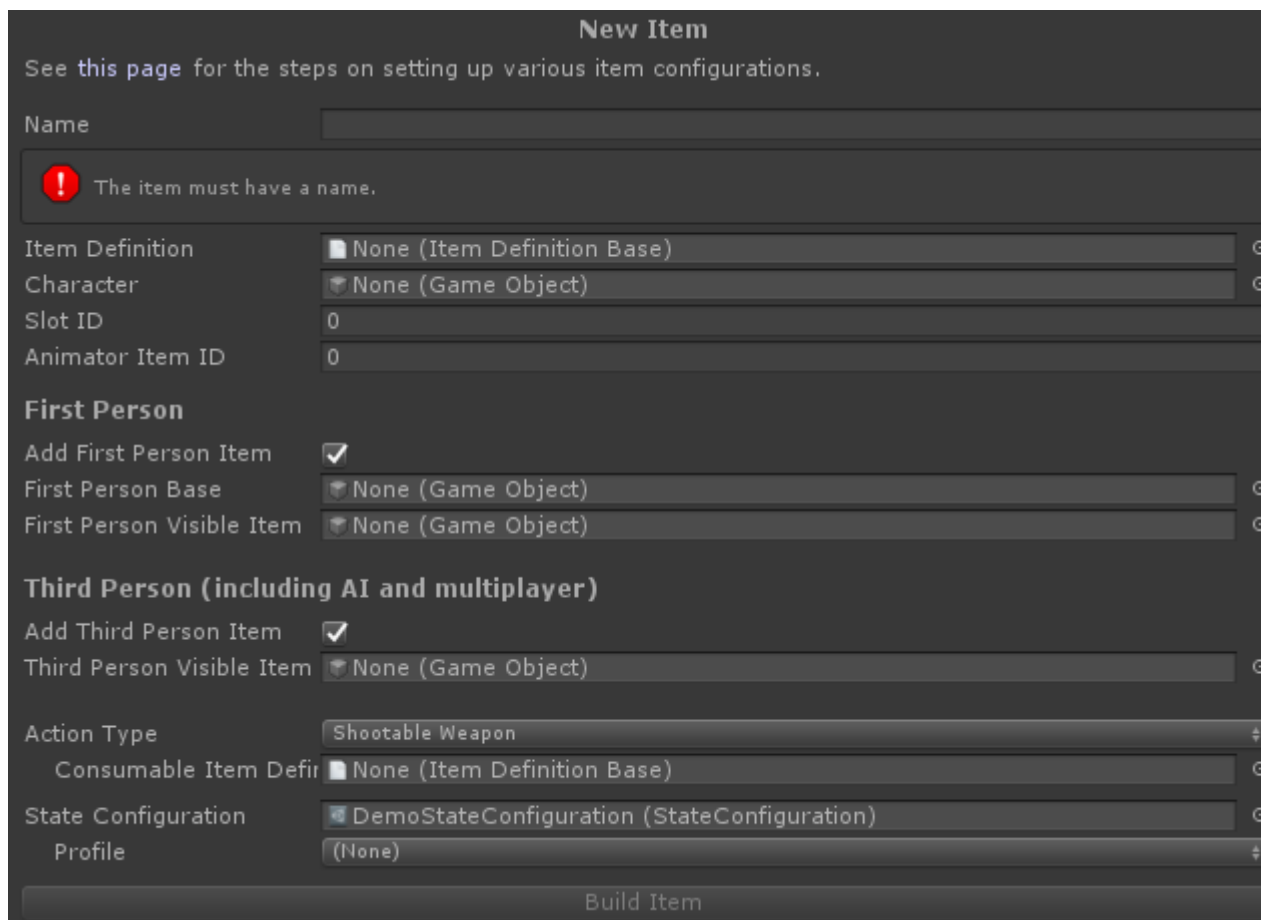 New Item
See this page for the steps on setting up various item configurations.
Name
The item must have a name.
Item Definition None (Item Definition Base)
Character None (Game Object)
Slot ID 0
Animator Item ID 0
First Person
Add First Person Item
First Person Base None (Game Object)
First Person Visible Item None (Game Object)
Third Person (including AI and multiplayer)
Add Third Person Item
Third Person Visible Item None (Game Object)
Action Type Shootable Weapon
Consumable Item Defin None (Item Definition Base)
State Configuration DemoStateConfiguration (StateConfiguration)
Profile (None)
Build Item